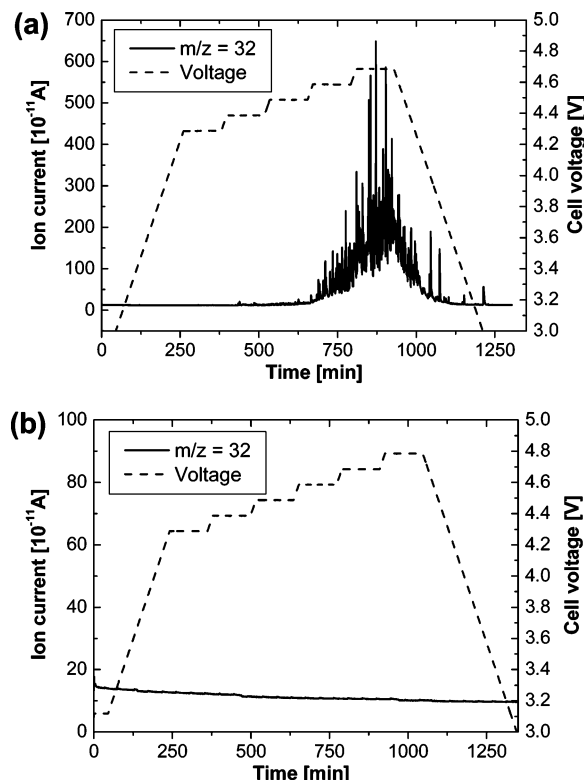 (a)
700
600
500
400
300
200
100
0
Ion current [10⁻¹¹A]
m/z = 32
Voltage
5.0
4.8
4.6
4.4
4.2
4.0
3.8
3.6
3.4
3.2
3.0
Cell voltage [V]
0 250 500 750 1000 1250
Time [min]
(b)
100
80
60
40
20
0
Ion current [10⁻¹¹A]
m/z = 32
Voltage
5.0
4.8
4.6
4.4
4.2
4.0
3.8
3.6
3.4
3.2
3.0
Cell voltage [V]
0 250 500 750 1000 1250
Time [min]